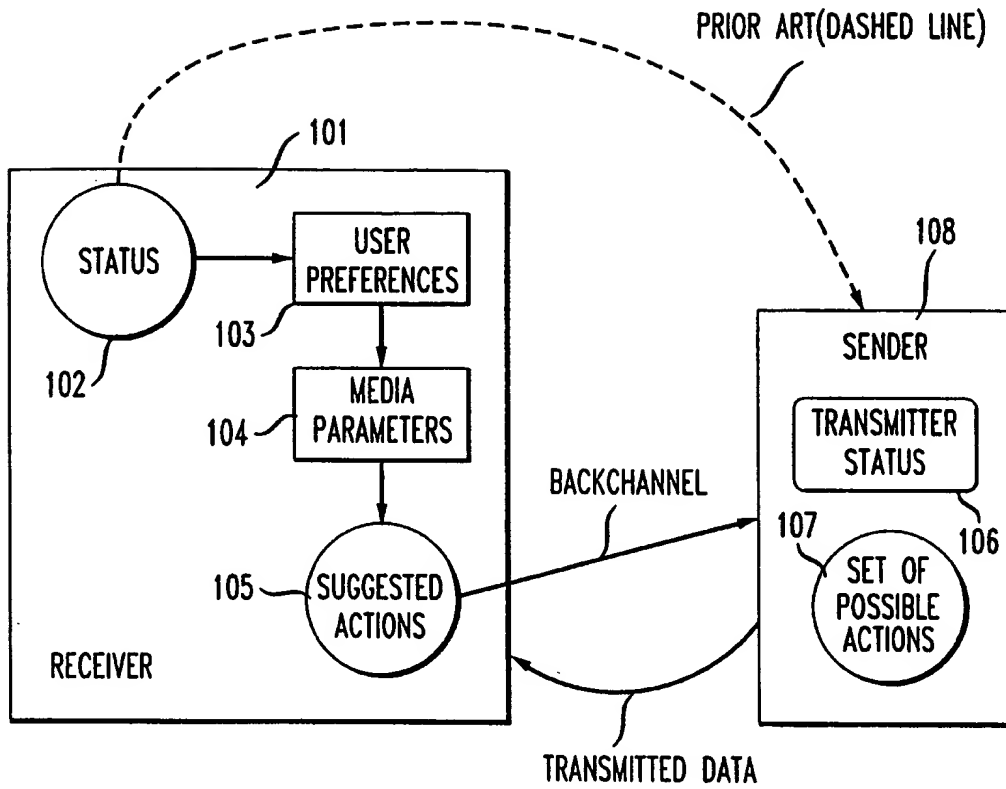 PRIOR ART(DASHED LINE)
101
STATUS
102
USER
PREFERENCES
103
MEDIA
PARAMETERS
104
SUGGESTED
ACTIONS
105
RECEIVER
BACKCHANNEL
TRANSMITTED DATA
108
SENDER
TRANSMITTER
STATUS
106
107
SET OF
POSSIBLE
ACTIONS